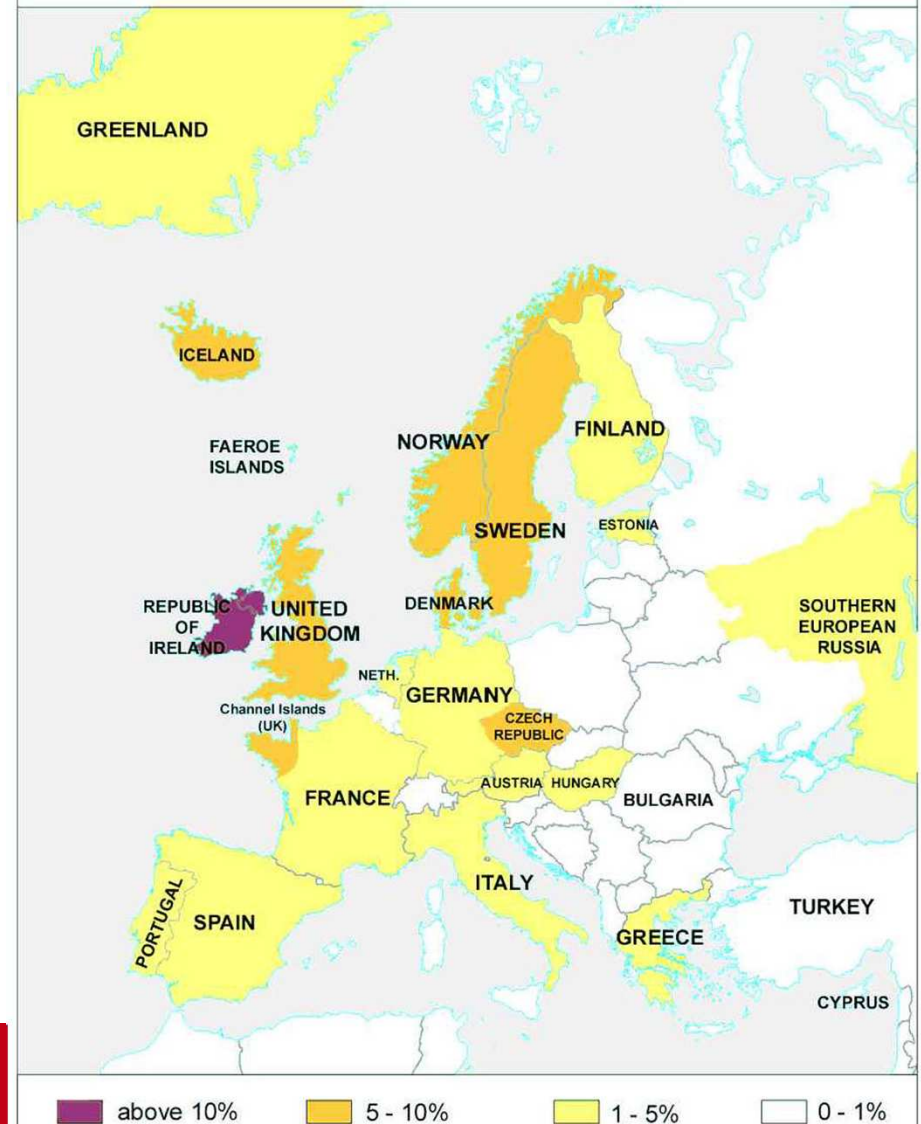 GREENLAND
ICELAND
FAEROE
ISLANDS
NORWAY
FINLAND
SWEDEN
ESTONIA
REPUBLIC
OF
IRELAND
UNITED
KINGDOM
DENMARK
SOUTHERN
EUROPEAN
RUSSIA
NETH.
GERMANY
Channel Islands
(UK)
CZECH
REPUBLIC
FRANCE
AUSTRIA
HUNGARY
BULGARIA
ITALY
PORTUGAL
SPAIN
GREECE
TURKEY
CYPRUS
above 10%
5 - 10%
1 - 5%
0 - 1%